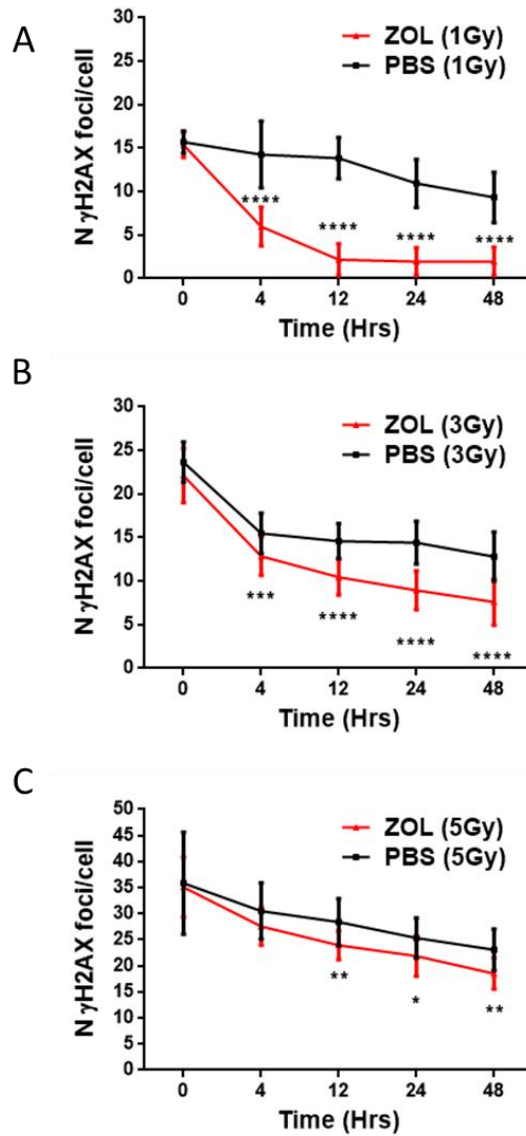 A
N γH2AX foci/cell
30
25
20
15
10
5
0
ZOL (1Gy)
PBS (1Gy)
****
****
****
****
0 4 12 24 48
Time (Hrs)
B
N γH2AX foci/cell
30
25
20
15
10
5
0
ZOL (3Gy)
PBS (3Gy)
***
****
****
****
0 4 12 24 48
Time (Hrs)
C
N γH2AX foci/cell
50
45
40
35
30
25
20
15
10
5
0
ZOL (5Gy)
PBS (5Gy)
**
*
**
0 4 12 24 48
Time (Hrs)